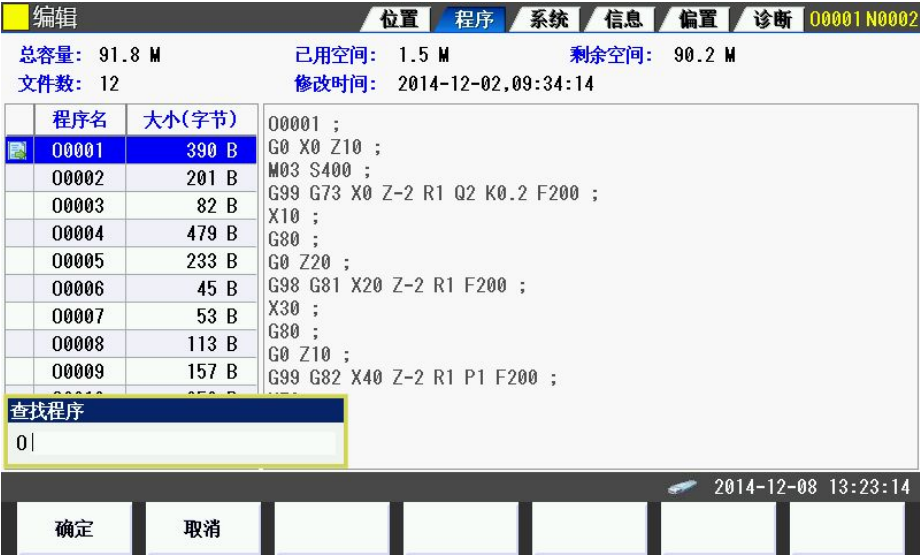 编辑 位置 程序 系统 信息 偏置 诊断 O0001 N0002
总容量: 91.8 M 已用空间: 1.5 M 剩余空间: 90.2 M
文件数: 12 修改时间: 2014-12-02,09:34:14
程序名 大小(字节)
O0001 390 B
O0002 201 B
O0003 82 B
O0004 479 B
O0005 233 B
O0006 45 B
O0007 53 B
O0008 113 B
O0009 157 B
O0001 ;
G0 X0 Z10 ;
M03 S400 ;
G99 G73 X0 Z-2 R1 Q2 K0.2 F200 ;
X10 ;
G80 ;
G0 Z20 ;
G98 G81 X20 Z-2 R1 F200 ;
X30 ;
G80 ;
G0 Z10 ;
G99 G82 X40 Z-2 R1 P1 F200 ;
查找程序
O
2014-12-08 13:23:14
确定 取消